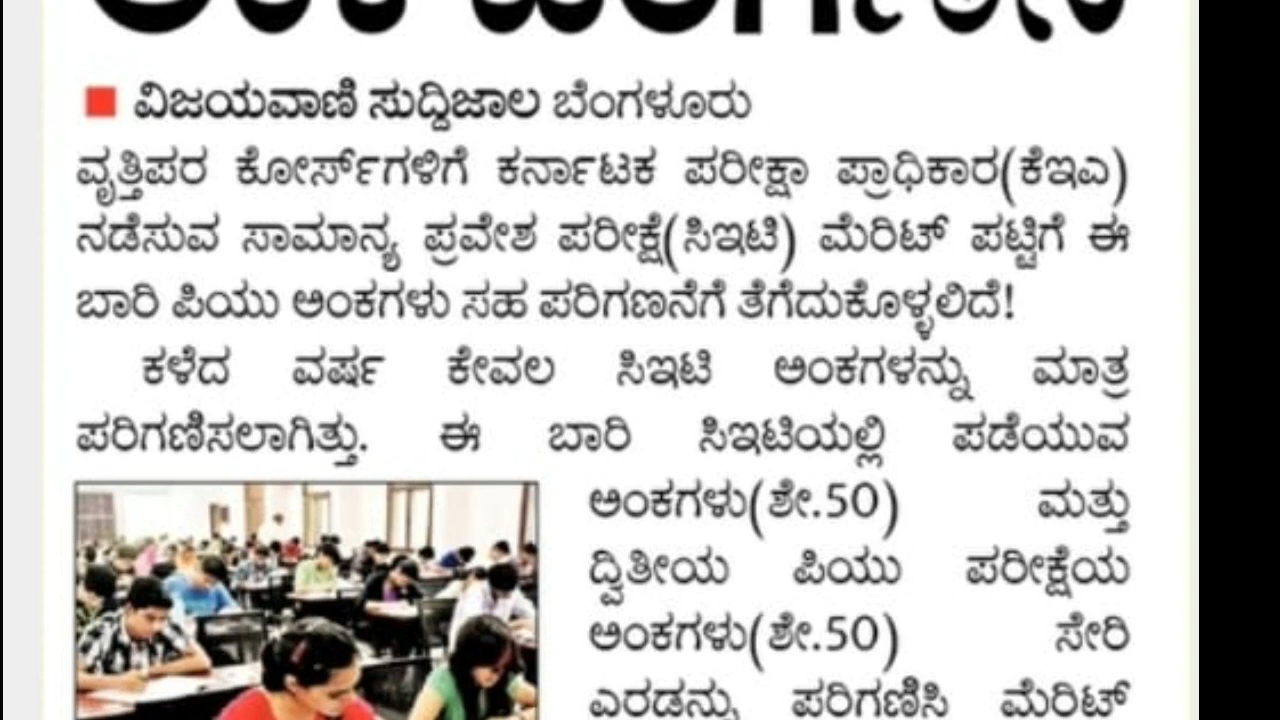 ■ ವಿಜಯವಾಣಿ ಸುದ್ದಿಜಾಲ ಬೆಂಗಳೂರು
ವೃತ್ತಿಪರ ಕೋರ್ಸ್‌ಗಳಿಗೆ ಕರ್ನಾಟಕ ಪರೀಕ್ಷಾ ಪ್ರಾಧಿಕಾರ(ಕೆಇಎ)
ನಡೆಸುವ ಸಾಮಾನ್ಯ ಪ್ರವೇಶ ಪರೀಕ್ಷೆ(ಸಿಇಟಿ) ಮೆರಿಟ್ ಪಟ್ಟಿಗೆ ಈ
ಬಾರಿ ಪಿಯು ಅಂಕಗಳು ಸಹ ಪರಿಗಣನೆಗೆ ತೆಗೆದುಕೊಳ್ಳಲಿದೆ!
ಕಳೆದ ವರ್ಷ ಕೇವಲ ಸಿಇಟಿ ಅಂಕಗಳನ್ನು ಮಾತ್ರ
ಪರಿಗಣಿಸಲಾಗಿತ್ತು. ಈ ಬಾರಿ ಸಿಇಟಿಯಲ್ಲಿ ಪಡೆಯುವ
ಅಂಕಗಳು(ಶೇ.50) ಮತ್ತು
ದ್ವಿತೀಯ ಪಿಯು ಪರೀಕ್ಷೆಯ
ಅಂಕಗಳು(ಶೇ.50) ಸೇರಿ
ಎರಡನ್ನು ಪರಿಗಣಿಸಿ ಮೆರಿಟ್